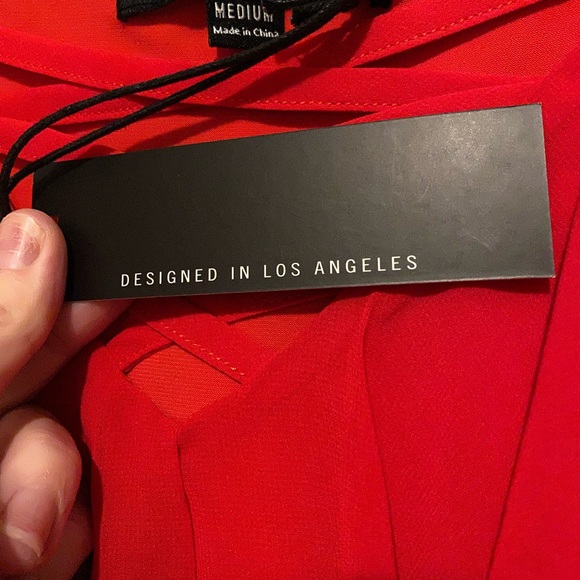 MEDIUM
Made in China
DESIGNED IN LOS ANGELES